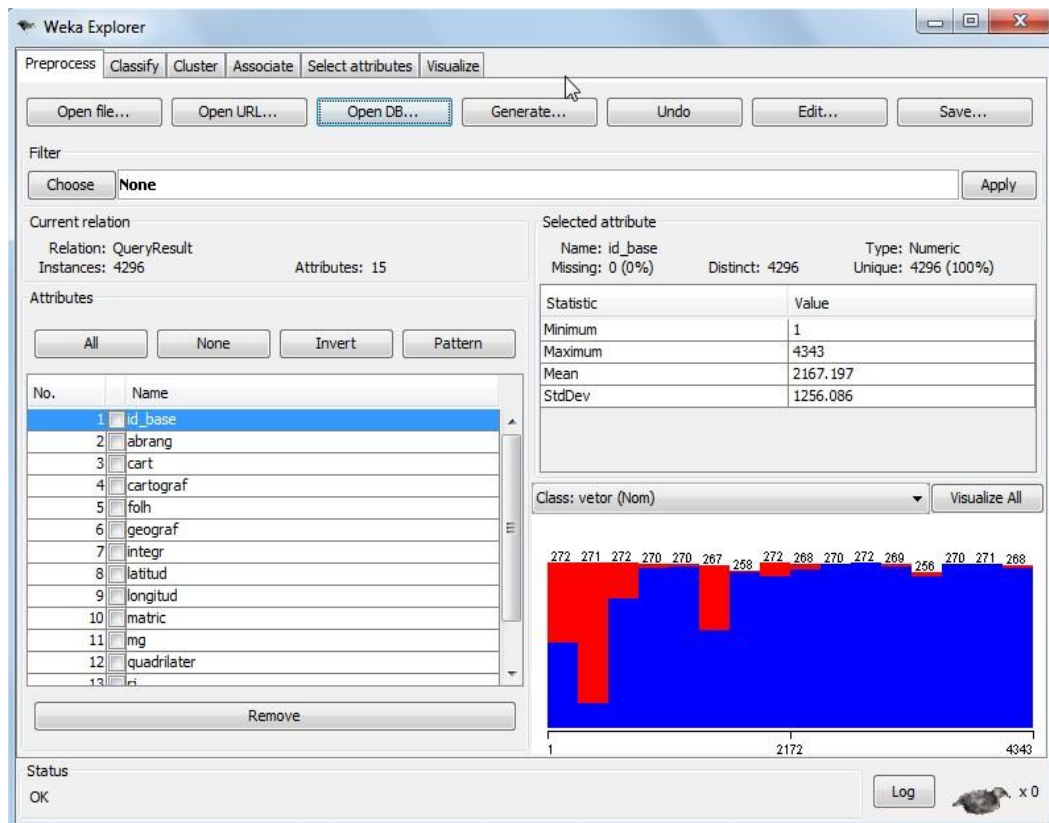 Weka Explorer
Preprocess Classify Cluster Associate Select attributes Visualize
Open file... Open URL... Open DB... Generate... Undo Edit... Save...
Filter
Choose None Apply
Current relation
Relation: QueryResult
Instances: 4296 Attributes: 15
Attributes
All None Invert Pattern
No. Name
1 id_base
2 abrang
3 cart
4 cartograf
5 folh
6 geograf
7 integr
8 latitud
9 longitud
10 matric
11 mg
12 quadrilater
13 ri
Remove
Selected attribute
Name: id_base Type: Numeric
Missing: 0 (0%) Distinct: 4296 Unique: 4296 (100%)
Statistic Value
Minimum 1
Maximum 4343
Mean 2167.197
StdDev 1256.086
Class: vetor (Nom) Visualize All
272 271 272 270 270 267 258 272 268 270 272 269 256 270 271 268
1 2172 4343
Status
OK
Log x 0